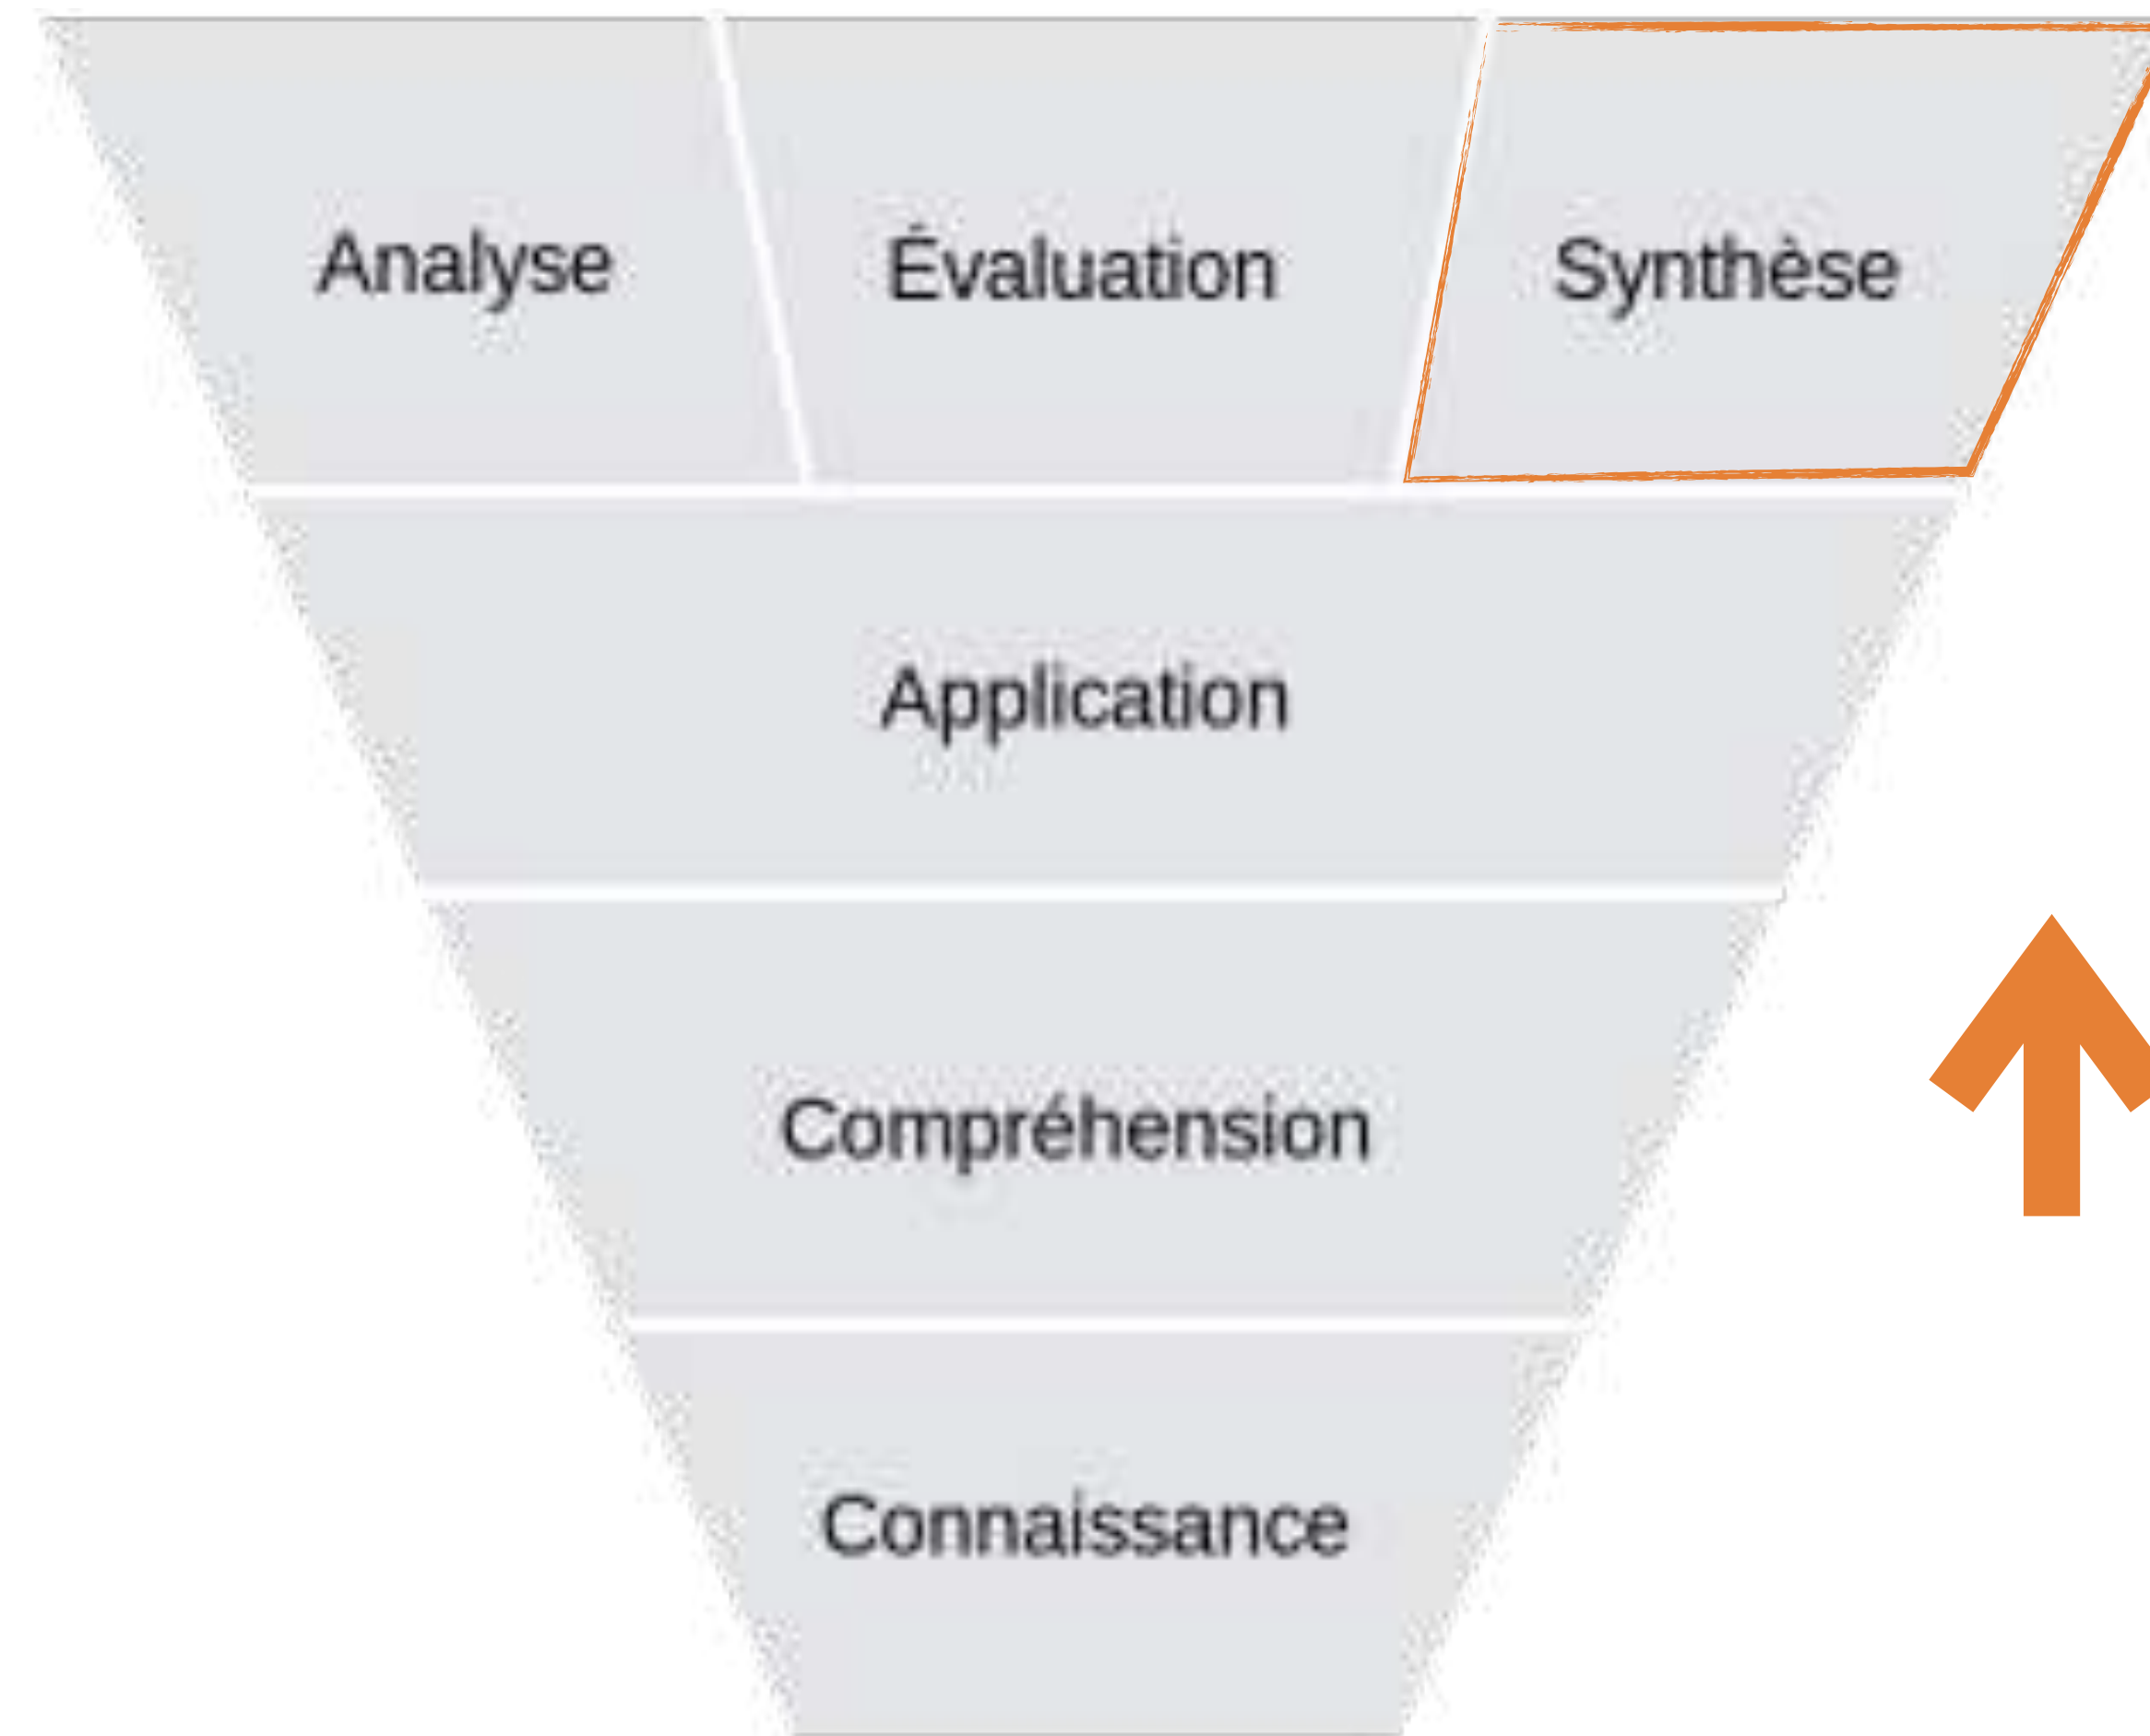 Analyse Évaluation Synthèse
Application
Compréhension
Connaissance